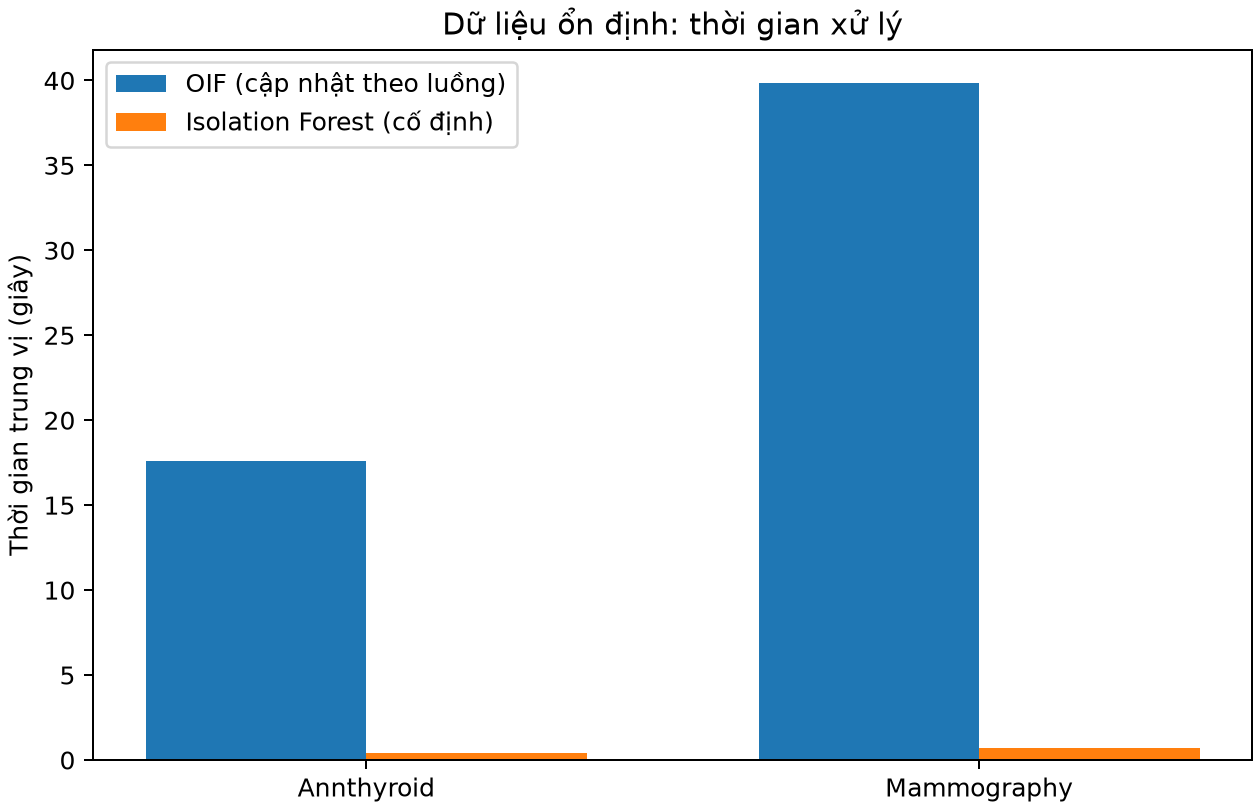 Dữ liệu ổn định: thời gian xử lý
OIF (cập nhật theo luồng)
Isolation Forest (cố định)
Thời gian trung vị (giây)
40
35
30
25
20
15
10
5
0
Annthyroid
Mammography